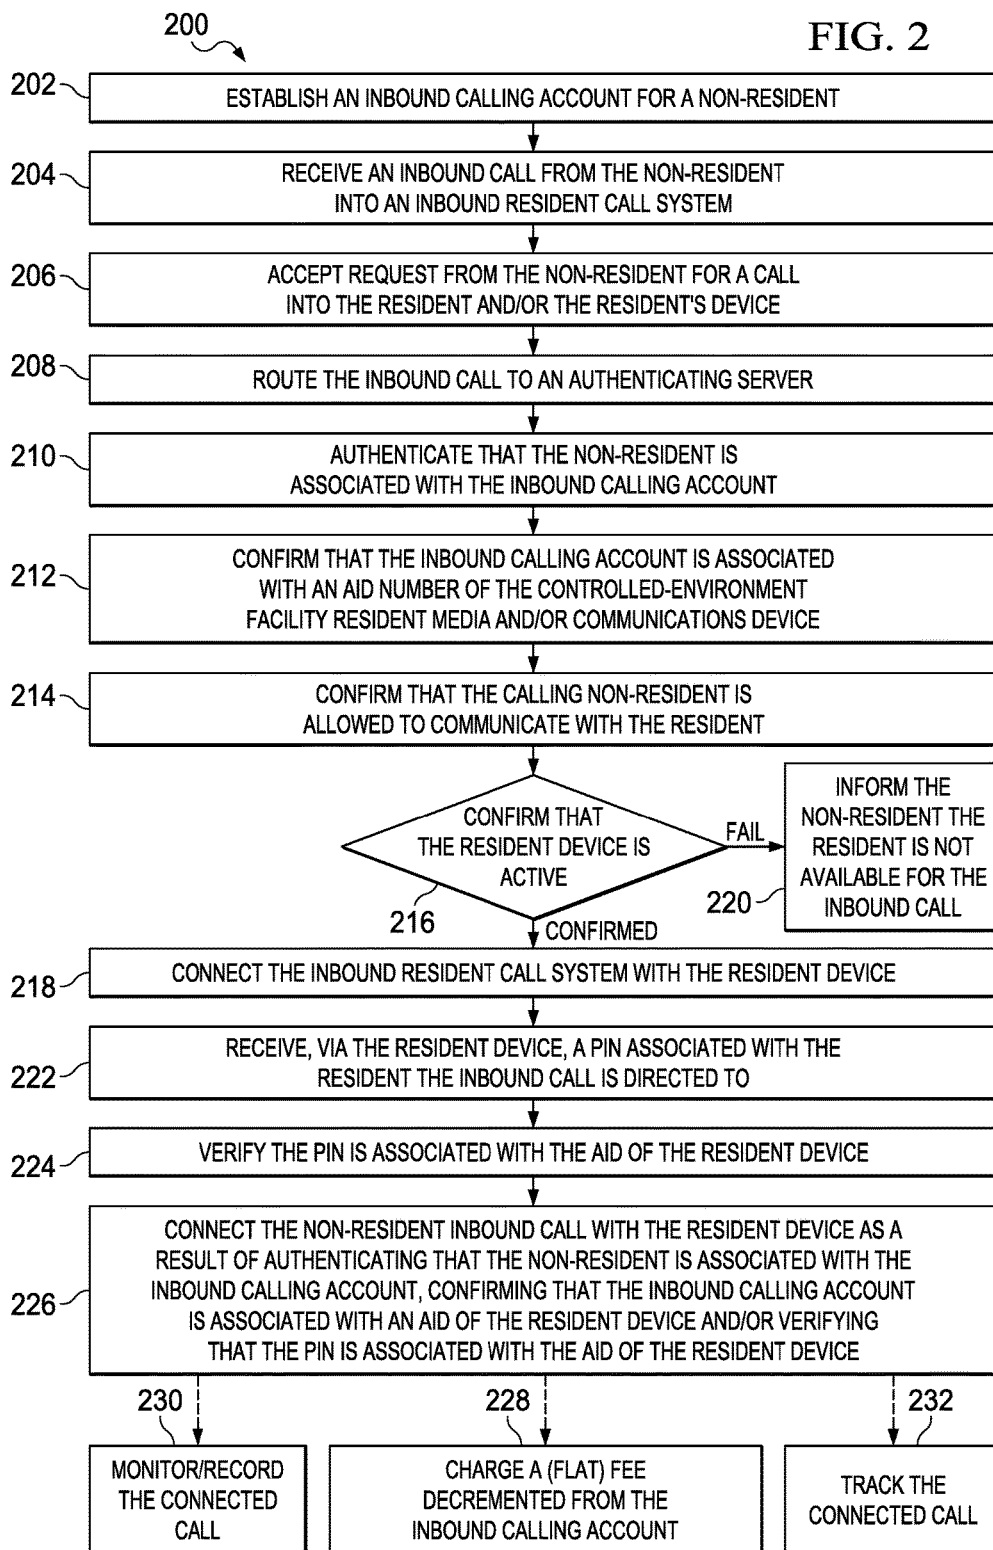 200
FIG. 2
202
ESTABLISH AN INBOUND CALLING ACCOUNT FOR A NON-RESIDENT
204
RECEIVE AN INBOUND CALL FROM THE NON-RESIDENT
INTO AN INBOUND RESIDENT CALL SYSTEM
206
ACCEPT REQUEST FROM THE NON-RESIDENT FOR A CALL
INTO THE RESIDENT AND/OR THE RESIDENT'S DEVICE
208
ROUTE THE INBOUND CALL TO AN AUTHENTICATING SERVER
210
AUTHENTICATE THAT THE NON-RESIDENT IS
ASSOCIATED WITH THE INBOUND CALLING ACCOUNT
212
CONFIRM THAT THE INBOUND CALLING ACCOUNT IS ASSOCIATED
WITH AN AID NUMBER OF THE CONTROLLED-ENVIRONMENT
FACILITY RESIDENT MEDIA AND/OR COMMUNICATIONS DEVICE
214
CONFIRM THAT THE CALLING NON-RESIDENT IS
ALLOWED TO COMMUNICATE WITH THE RESIDENT
CONFIRM THAT
THE RESIDENT DEVICE IS
ACTIVE
216
FAIL
INFORM THE
NON-RESIDENT THE
RESIDENT IS NOT
AVAILABLE FOR THE
INBOUND CALL
220
CONFIRMED
218
CONNECT THE INBOUND RESIDENT CALL SYSTEM WITH THE RESIDENT DEVICE
222
RECEIVE, VIA THE RESIDENT DEVICE, A PIN ASSOCIATED WITH THE
RESIDENT THE INBOUND CALL IS DIRECTED TO
224
VERIFY THE PIN IS ASSOCIATED WITH THE AID OF THE RESIDENT DEVICE
226
CONNECT THE NON-RESIDENT INBOUND CALL WITH THE RESIDENT DEVICE AS A
RESULT OF AUTHENTICATING THAT THE NON-RESIDENT IS ASSOCIATED WITH THE
INBOUND CALLING ACCOUNT, CONFIRMING THAT THE INBOUND CALLING ACCOUNT
IS ASSOCIATED WITH AN AID OF THE RESIDENT DEVICE AND/OR VERIFYING
THAT THE PIN IS ASSOCIATED WITH THE AID OF THE RESIDENT DEVICE
230
MONITOR/RECORD
THE CONNECTED
CALL
228
CHARGE A (FLAT) FEE
DECREMENTED FROM THE
INBOUND CALLING ACCOUNT
232
TRACK THE
CONNECTED CALL